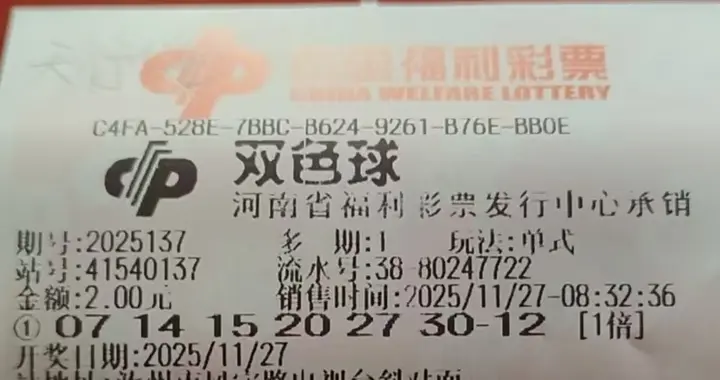 中国福利彩票
CHINA WELFARE LOTTERY
C4FA-528E-7BBC-B624-9261-B76E-BB0E
双色球
河南省福利彩票发行中心承销
期号:2025137 多 期:1 玩法:单式
站号:41540137 流水号:38-80247722
金额:2.00元 销售时间:2025/11/27-08:32:36
① 07 14 15 20 27 30-12 [1倍]
开奖日期:2025/11/27